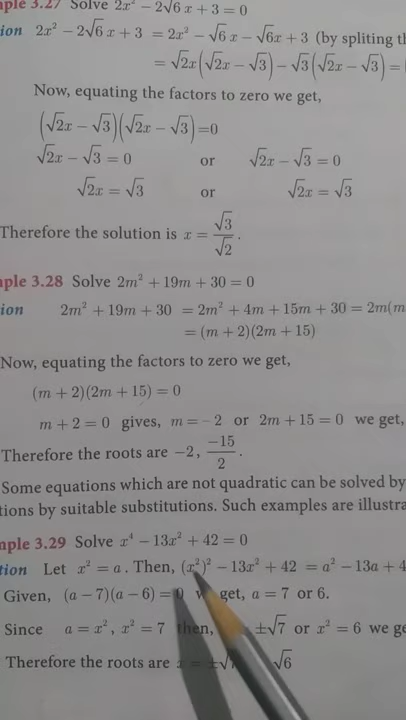 ple 3.27 Solve 2x² − 2√6 x + 3 = 0
ion 2x² − 2√6 x + 3 = 2x² − √6 x − √6x + 3 (by spliting th
= √2x(√2x − √3) − √3(√2x − √3) =
Now, equating the factors to zero we get,
(√2x − √3)(√2x − √3)=0
√2x − √3 = 0 or √2x − √3 = 0
√2x = √3 or √2x = √3
Therefore the solution is x = √3/√2.
ple 3.28 Solve 2m² + 19m + 30 = 0
ion 2m² + 19m + 30 = 2m² + 4m + 15m + 30 = 2m(m
= (m + 2)(2m + 15)
Now, equating the factors to zero we get,
(m + 2)(2m + 15) = 0
m + 2 = 0 gives, m = − 2 or 2m + 15 = 0 we get,
Therefore the roots are −2, −15/2.
Some equations which are not quadratic can be solved by
tions by suitable substitutions. Such examples are illustra
mple 3.29 Solve x⁴ − 13x² + 42 = 0
tion Let x² = a. Then, (x²)² − 13x² + 42 = a² − 13a + 4
Given, (a − 7)(a − 6) = 0 get, a = 7 or 6.
Since a = x², x² = 7 then, ±√7 or x² = 6 we ge
Therefore the roots are x = ±√ √6